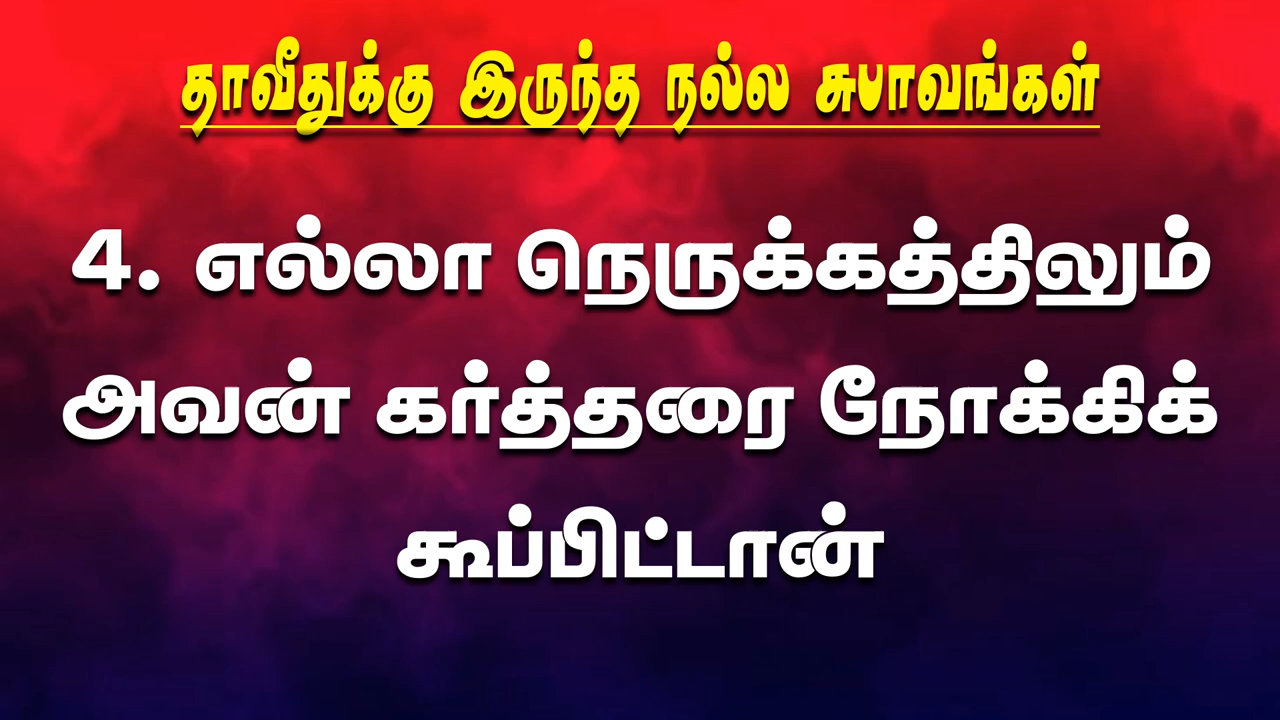 தாவீதுக்கு இருந்த நல்ல சுபாவங்கள்
4. எல்லா நெருக்கத்திலும்
அவன் கர்த்தரை நோக்கிக்
கூப்பிட்டான்